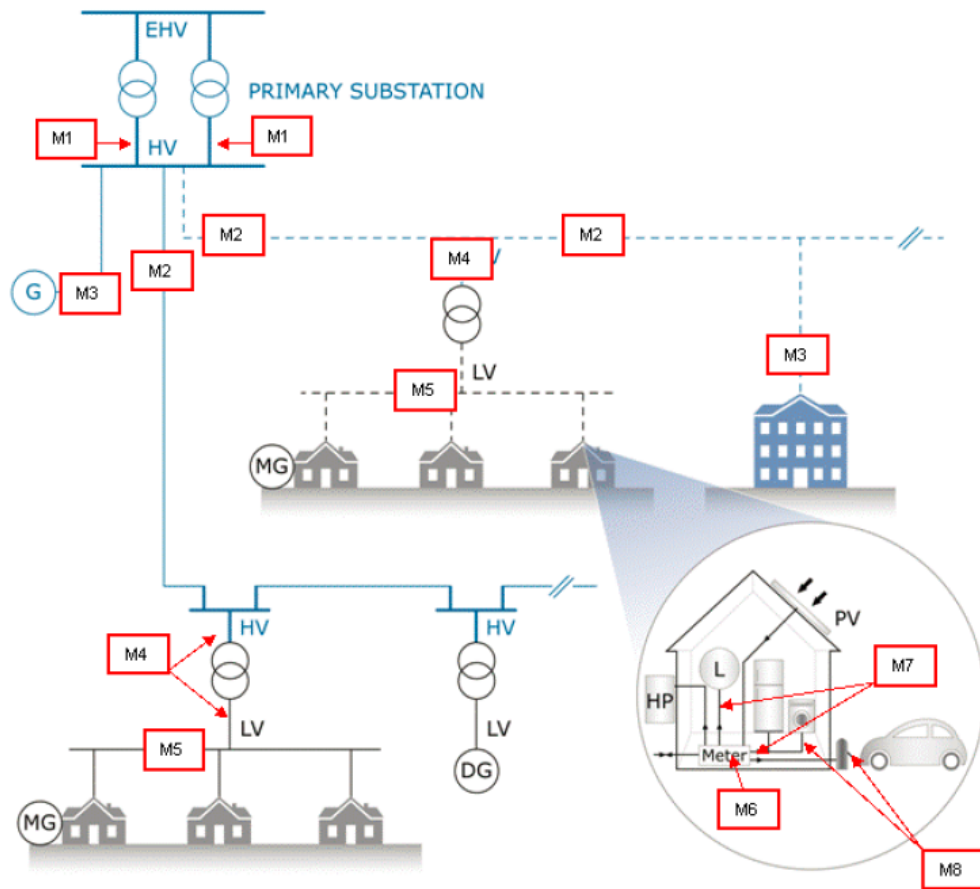 EHV
PRIMARY SUBSTATION
M1
HV
M1
M2
M2
M4
M2
G
M3
M3
LV
M5
MG
PV
HV
HV
M4
L
M7
HP
LV
LV
M5
Meter
DG
M6
MG
M8